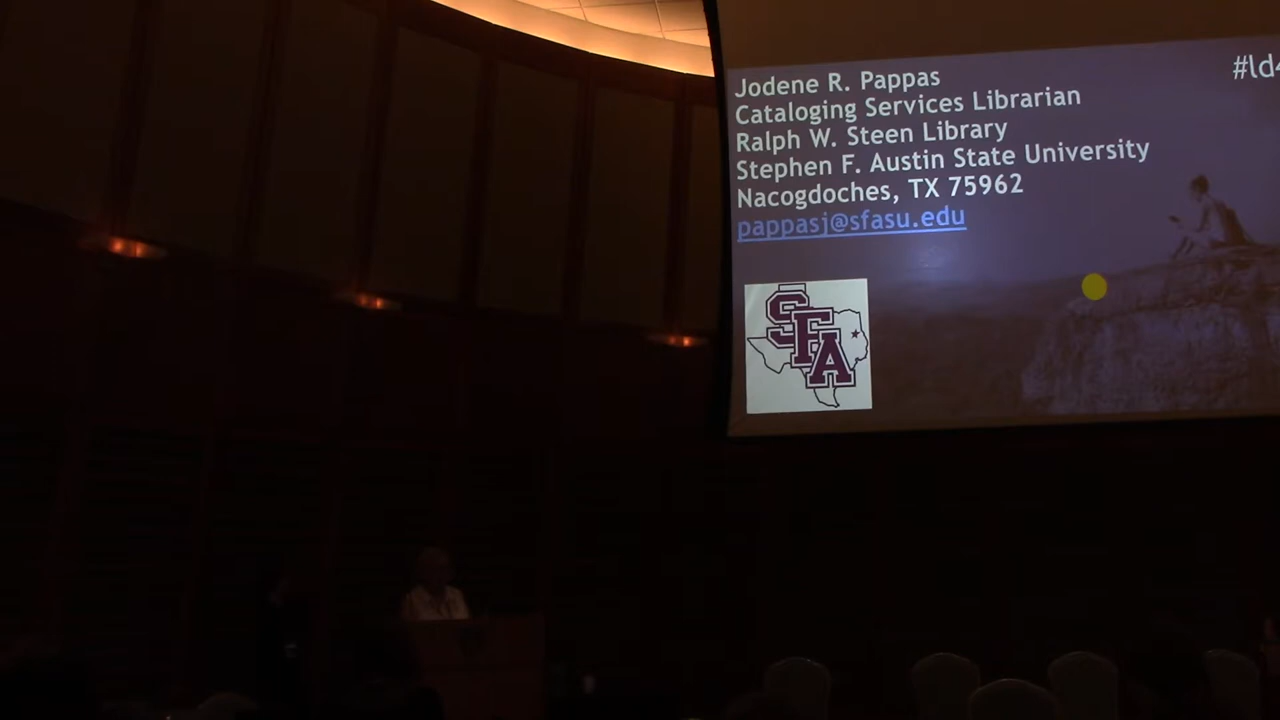 Jodene R. Pappas
Cataloging Services Librarian
Ralph W. Steen Library
Stephen F. Austin State University
Nacogdoches, TX 75962
pappasj@sfasu.edu
SFA